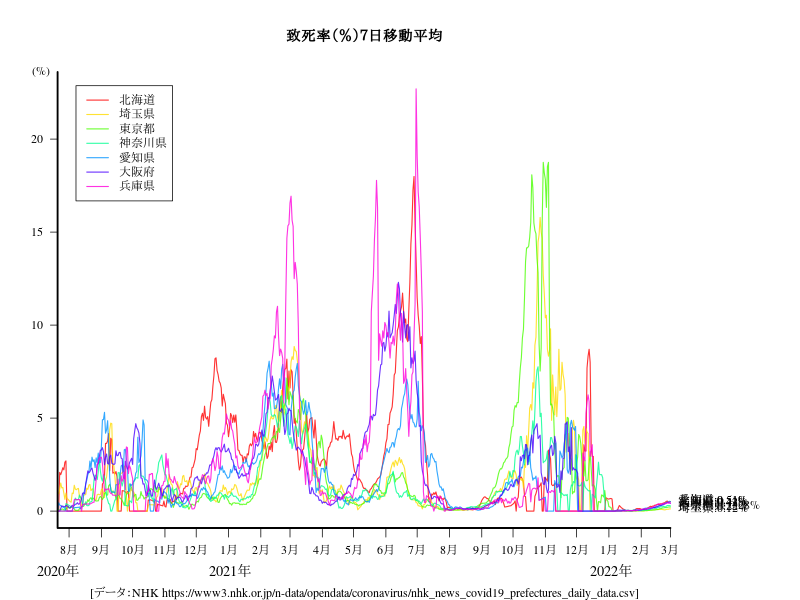 致死率(%)7日移動平均
(%)
北海道
埼玉県
東京都
神奈川県
愛知県
大阪府
兵庫県
20
15
10
5
0
8月 9月 10月 11月 12月 1月 2月 3月 4月 5月 6月 7月 8月 9月 10月 11月 12月 1月 2月 3月
2020年 2021年 2022年
[データ:NHK https://www3.nhk.or.jp/n-data/opendata/coronavirus/nhk_news_covid19_prefectures_daily_data.csv]